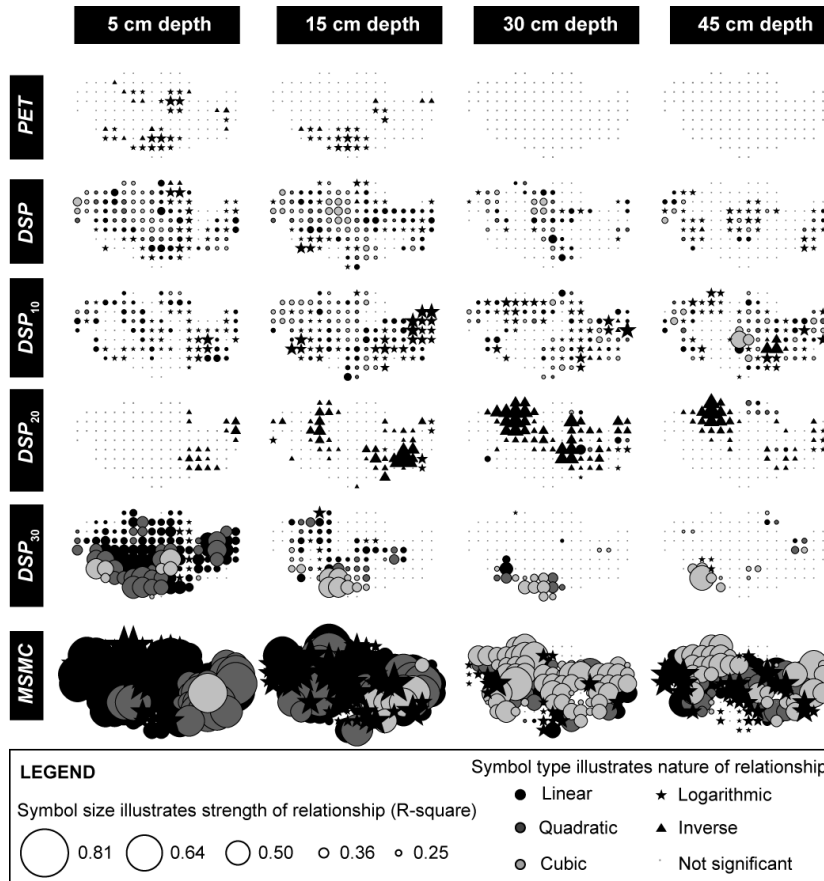 5 cm depth
15 cm depth
30 cm depth
45 cm depth
PET
DSP
DSP10
DSP20
DSP30
MSMC
LEGEND
Symbol size illustrates strength of relationship (R-square)
0.81 0.64 0.50 0.36 0.25
Symbol type illustrates nature of relationship
Linear Logarithmic
Quadratic Inverse
Cubic Not significant